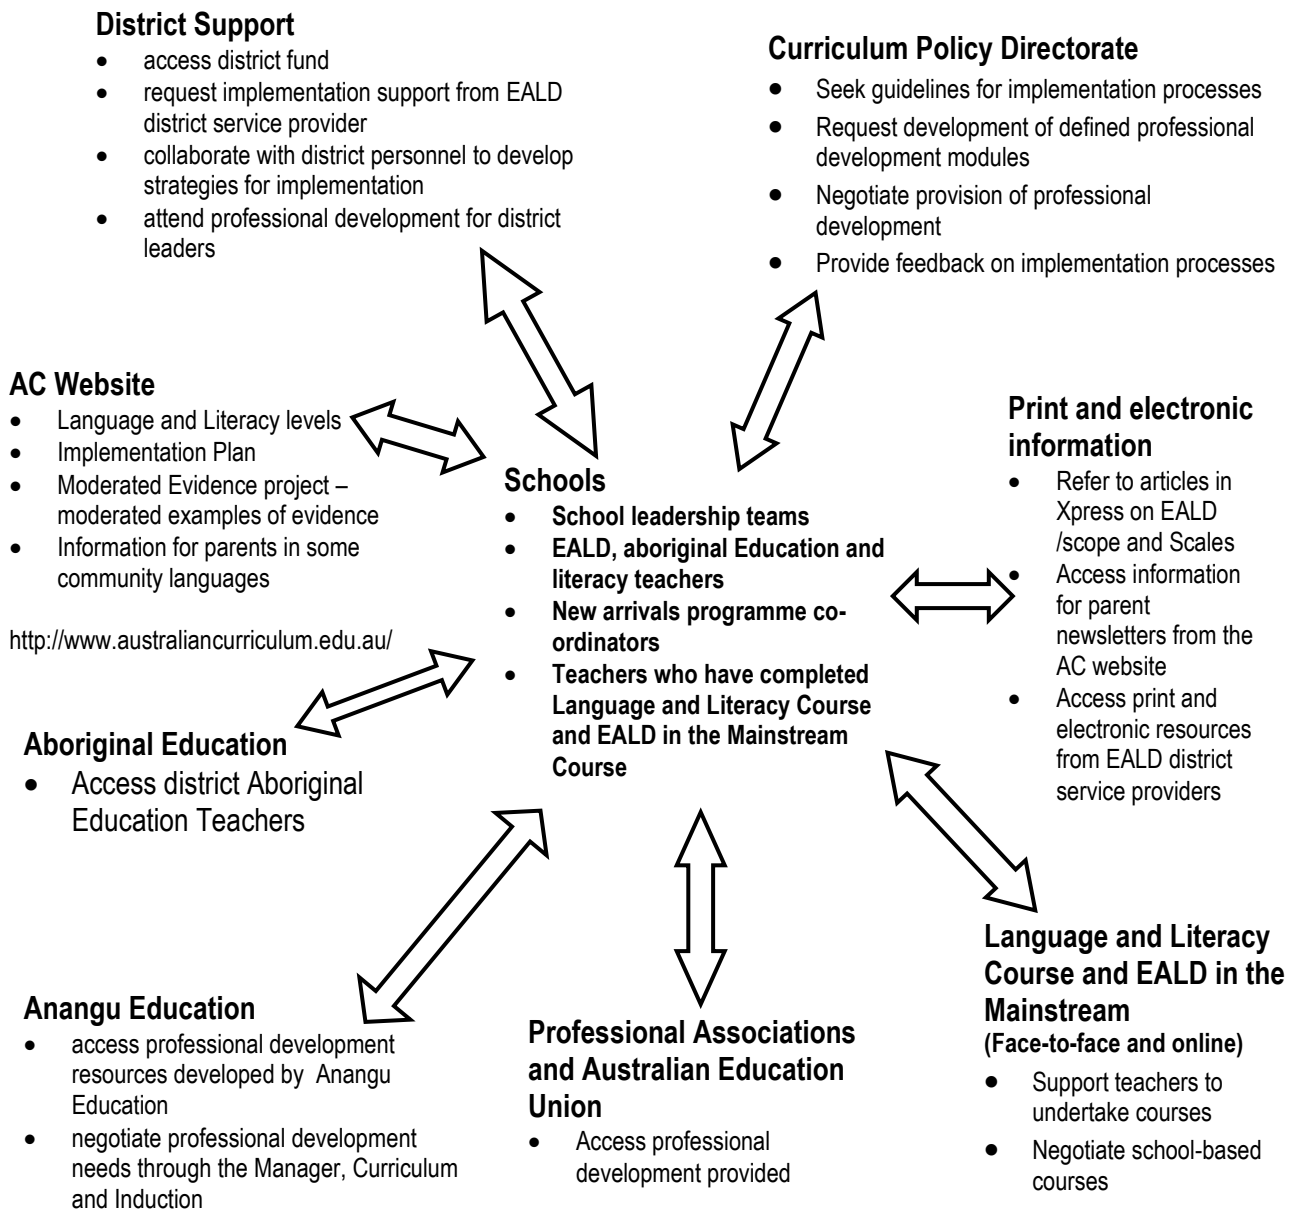 District Support
• access district fund
• request implementation support from EALD
district service provider
• collaborate with district personnel to develop
strategies for implementation
• attend professional development for district
leaders
Curriculum Policy Directorate
• Seek guidelines for implementation processes
• Request development of defined professional
development modules
• Negotiate provision of professional
development
• Provide feedback on implementation processes
AC Website
• Language and Literacy levels
• Implementation Plan
• Moderated Evidence project –
moderated examples of evidence
• Information for parents in some
community languages
http://www.australiancurriculum.edu.au/
Schools
• School leadership teams
• EALD, aboriginal Education and
literacy teachers
• New arrivals programme co-
ordinators
• Teachers who have completed
Language and Literacy Course
and EALD in the Mainstream
Course
Print and electronic
information
• Refer to articles in
Xpress on EALD
/scope and Scales
• Access information
for parent
newsletters from the
AC website
• Access print and
electronic resources
from EALD district
service providers
Aboriginal Education
• Access district Aboriginal
Education Teachers
Anangu Education
• access professional development
resources developed by Anangu
Education
• negotiate professional development
needs through the Manager, Curriculum
and Induction
Professional Associations
and Australian Education
Union
• Access professional
development provided
Language and Literacy
Course and EALD in the
Mainstream
(Face-to-face and online)
• Support teachers to
undertake courses
• Negotiate school-based
courses